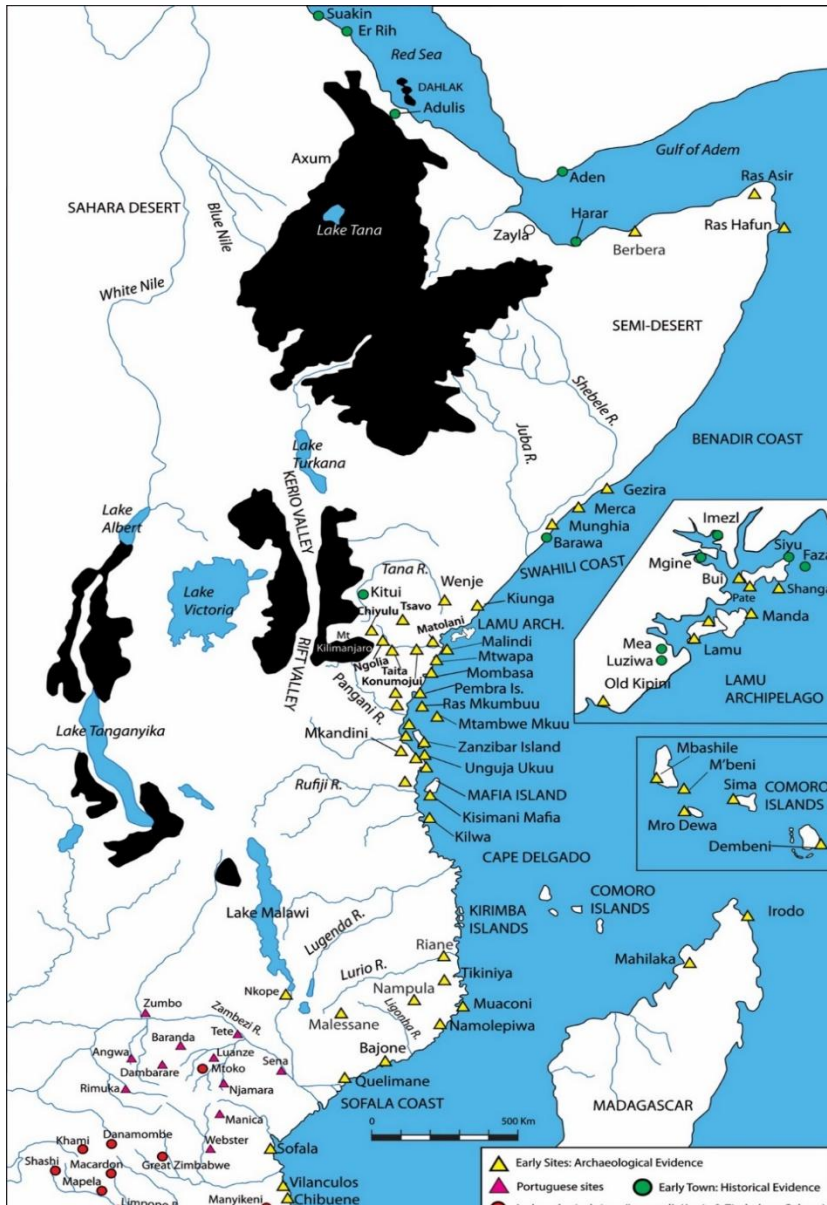 Suakin
Er Rih
Red Sea
DAHLAK
Adulis
Axum
Gulf of Adem
Aden
Ras Asir
SAHARA DESERT
Blue Nile
Lake Tana
Harar
Zayla
Ras Hafun
Berbera
White Nile
SEMI-DESERT
Shebele R.
Juba R.
BENADIR COAST
Lake
Turkana
KERIO VALLEY
Gezira
Merca
Munghia
Barawa
Lake
Albert
SWAHILI COAST
Imezl
Siyu
Faza
Mgine
Bui
Pate
Shanga
Manda
Lamu
Mea
Luziwa
Old Kipini
LAMU
ARCHIPELAGO
Tana R.
Wenje
Kitui
Chiyulu
Tsavo
Kiunga
Lake
Victoria
Matolani
LAMU ARCH.
Mt
Kilimanjaro
RIFT VALLEY
Malindi
Ngolia
Taita
Mtwapa
Konumojui
Mombasa
Pangani R.
Pembra Is.
Ras Mkumbuu
Mtambwe Mkuu
Mkandini
Lake Tanganyika
Zanzibar Island
Unguja Ukuu
Rufiji R.
MAFIA ISLAND
Kisimani Mafia
Kilwa
Mbashile
M'beni
Sima
COMORO
ISLANDS
Mro Dewa
Dembeni
CAPE DELGADO
Lake Malawi
Lugenda R.
KIRIMBA
ISLANDS
COMORO
ISLANDS
Irodo
Riane
Lurio R.
Mahilaka
Tikiniya
Nkope
Nampula
Muaconi
Zumbo
Zambezi R.
Malessane
Ligonha R.
Namolepiwa
Tete
Baranda
Angwa
Luanze
Sena
Bajone
Dambarare
Mtoko
Rimuka
Njamara
Quelimane
MADAGASCAR
Manica
SOFALA COAST
0
500 Km
Khami
Danamombe
Webster
Sofala
Shashi
Macardon
Great Zimbabwe
Mapela
Vilanculos
Limpopo R.
Manyikeni
Chibuene
Early Sites: Archaeological Evidence
Portuguese sites
Early Town: Historical Evidence